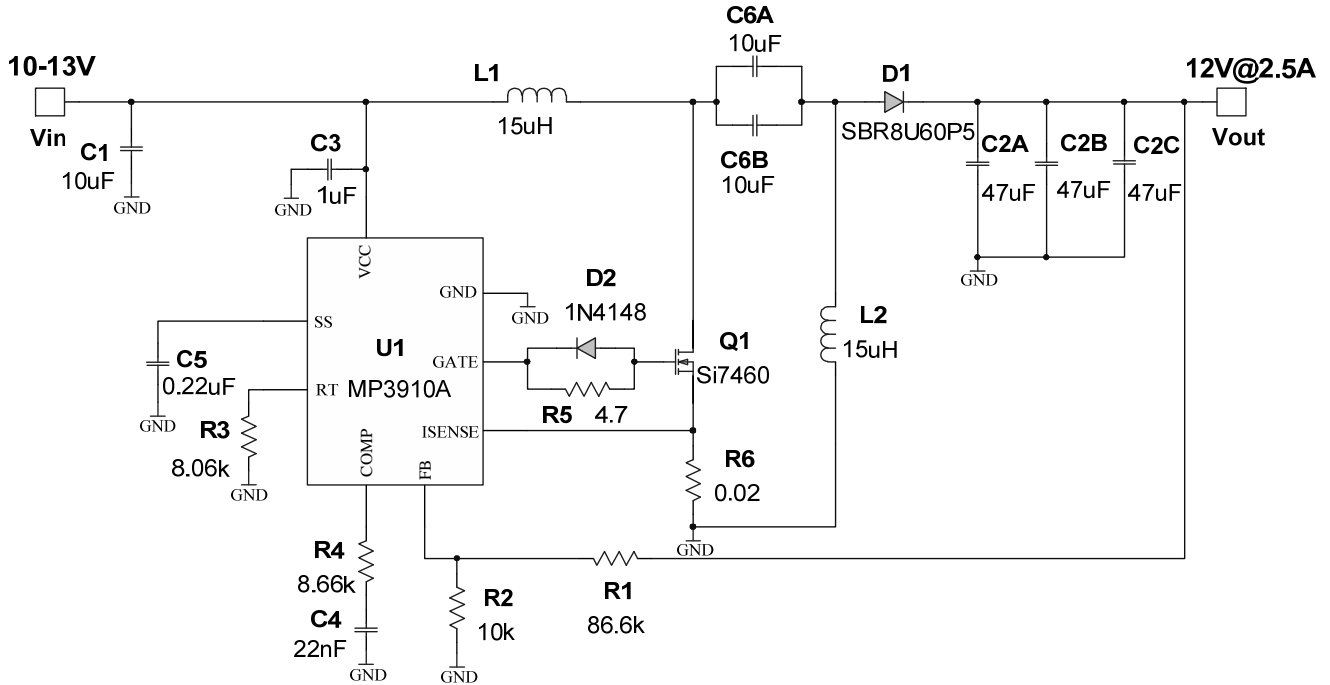 C6A
10uF
10-13V
L1
D1
12V@2.5A
Vin
15uH
SBR8U60P5
Vout
C1
10uF
C3
1uF
C6B
10uF
C2A
47uF
C2B
47uF
C2C
47uF
GND
GND
GND
VCC
GND
GND
D2
1N4148
SS
U1
MP3910A
GATE
Q1
Si7460
L2
15uH
C5
0.22uF
RT
R5
4.7
GND
R3
8.06k
ISENSE
COMP
FB
R6
0.02
GND
GND
R4
8.66k
R1
86.6k
R2
10k
C4
22nF
GND
GND